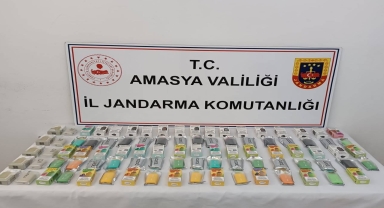 T.C.
AMASYA VALİLİĞİ
İL JANDARMA KOMUTANLIĞI